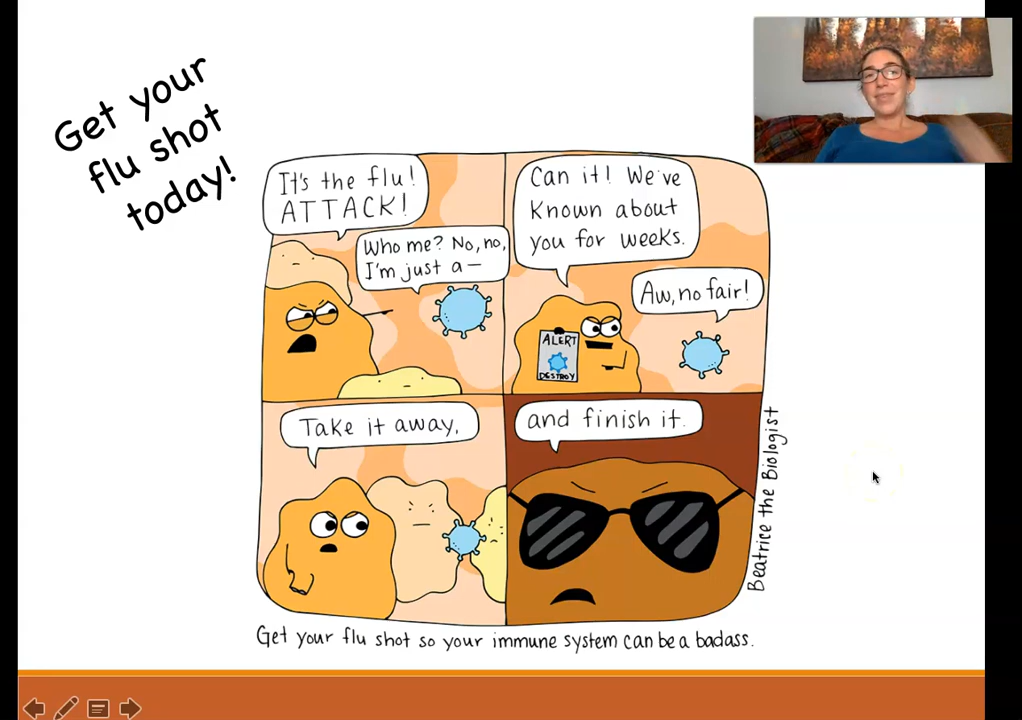 Get your
flu shot
today!
It's the flu!
ATTACK!
Who me? No, no,
I'm just a—
Can it! We've
known about
you for weeks.
Aw, no fair!
ALERT
DESTROY
Take it away,
and finish it.
Beatrice the Biologist
Get your flu shot so your immune system can be a badass.